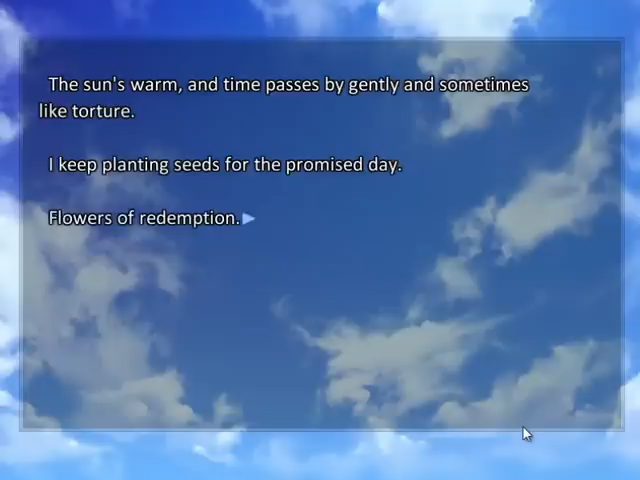 The sun's warm, and time passes by gently and sometimes
like torture.
I keep planting seeds for the promised day.
Flowers of redemption.